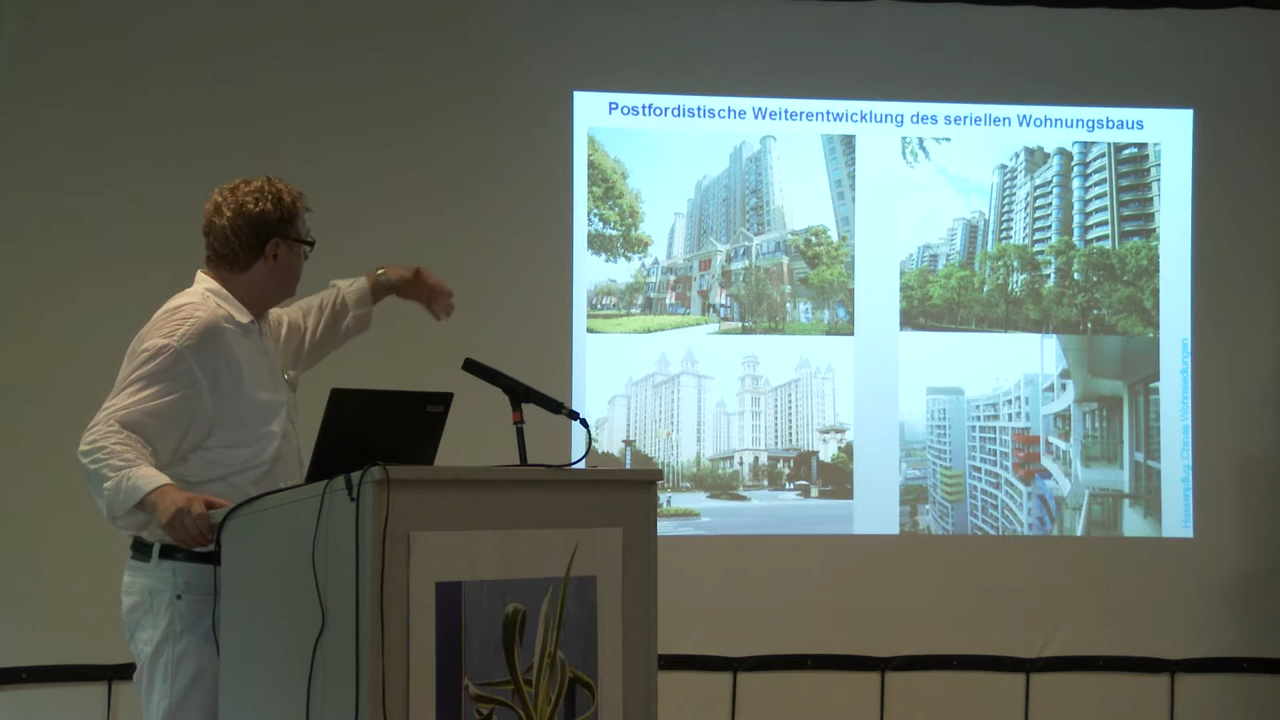 Postfordistische Weiterentwicklung des seriellen Wohnungsbaus
Hassenpflug: Chinas Wohnsiedlungen